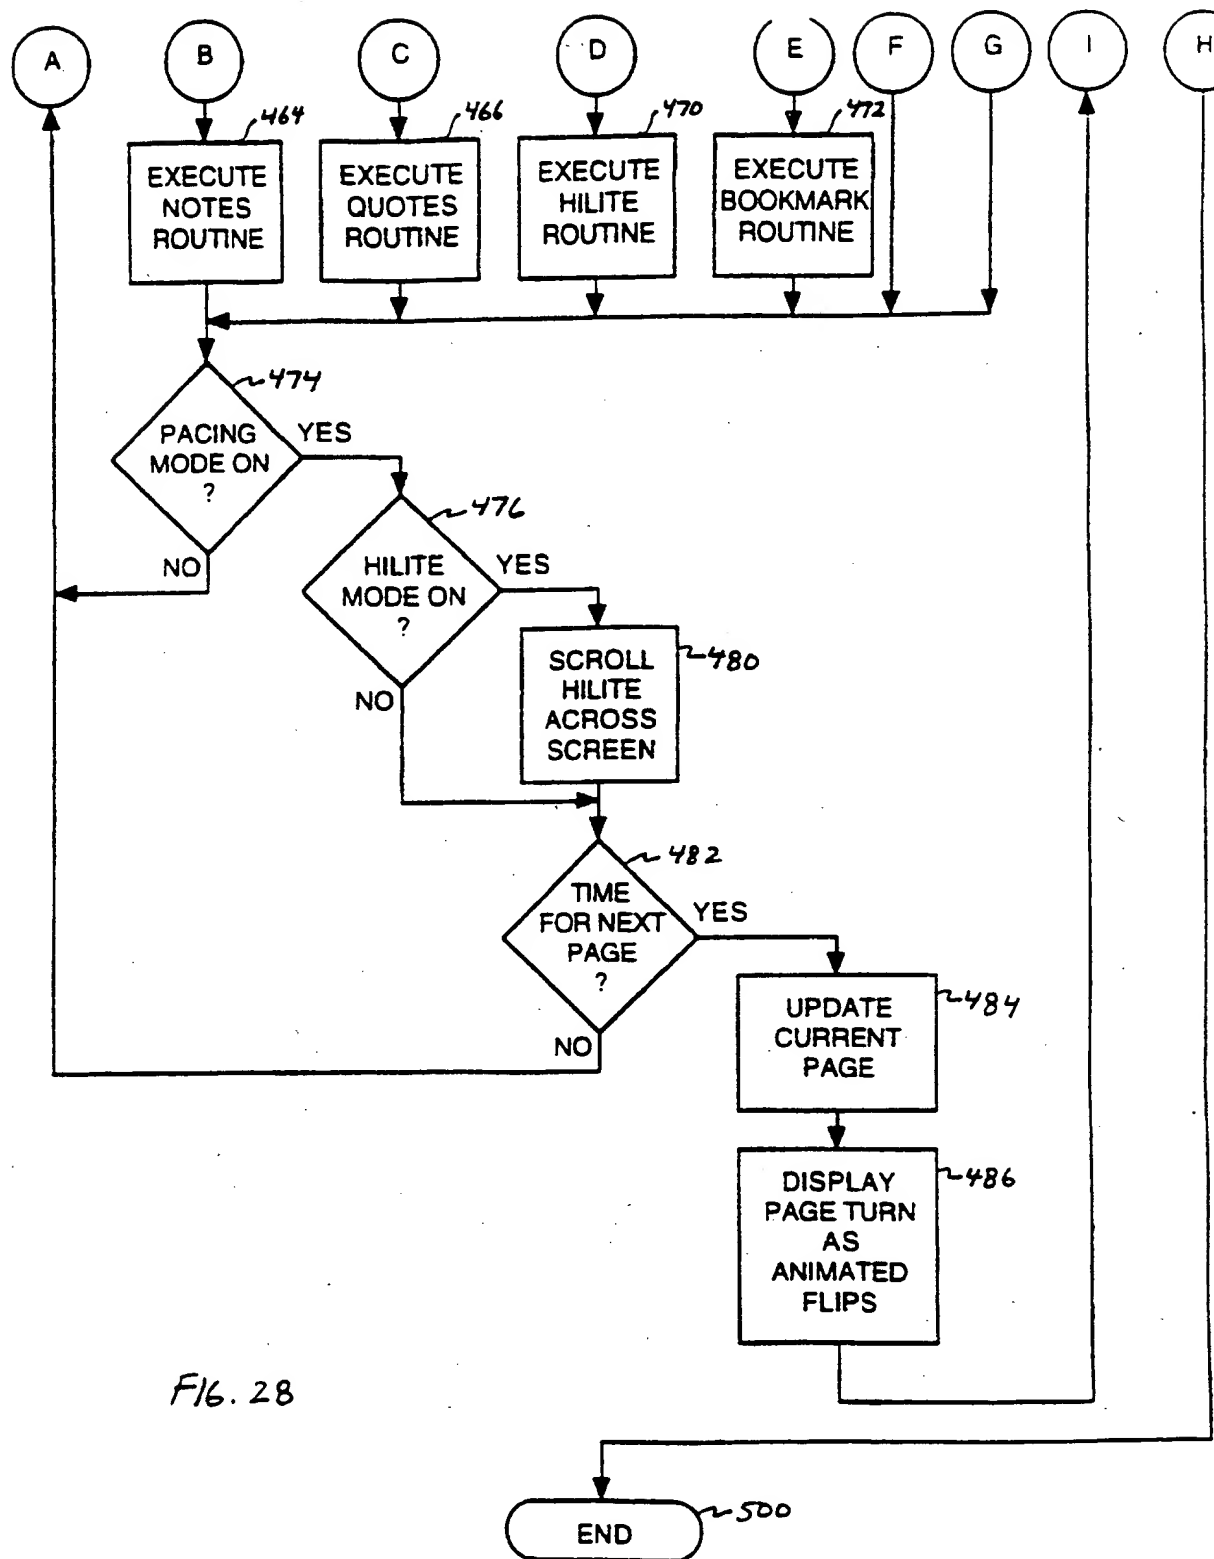 A
B
C
D
E
F
G
I
H
464
466
470
472
EXECUTE
NOTES
ROUTINE
EXECUTE
QUOTES
ROUTINE
EXECUTE
HILITE
ROUTINE
EXECUTE
BOOKMARK
ROUTINE
474
PACING
MODE ON
?
YES
NO
476
HILITE
MODE ON
?
YES
NO
480
SCROLL
HILITE
ACROSS
SCREEN
482
TIME
FOR NEXT
PAGE
?
YES
NO
484
UPDATE
CURRENT
PAGE
486
DISPLAY
PAGE TURN
AS
ANIMATED
FLIPS
FIG. 28
500
END